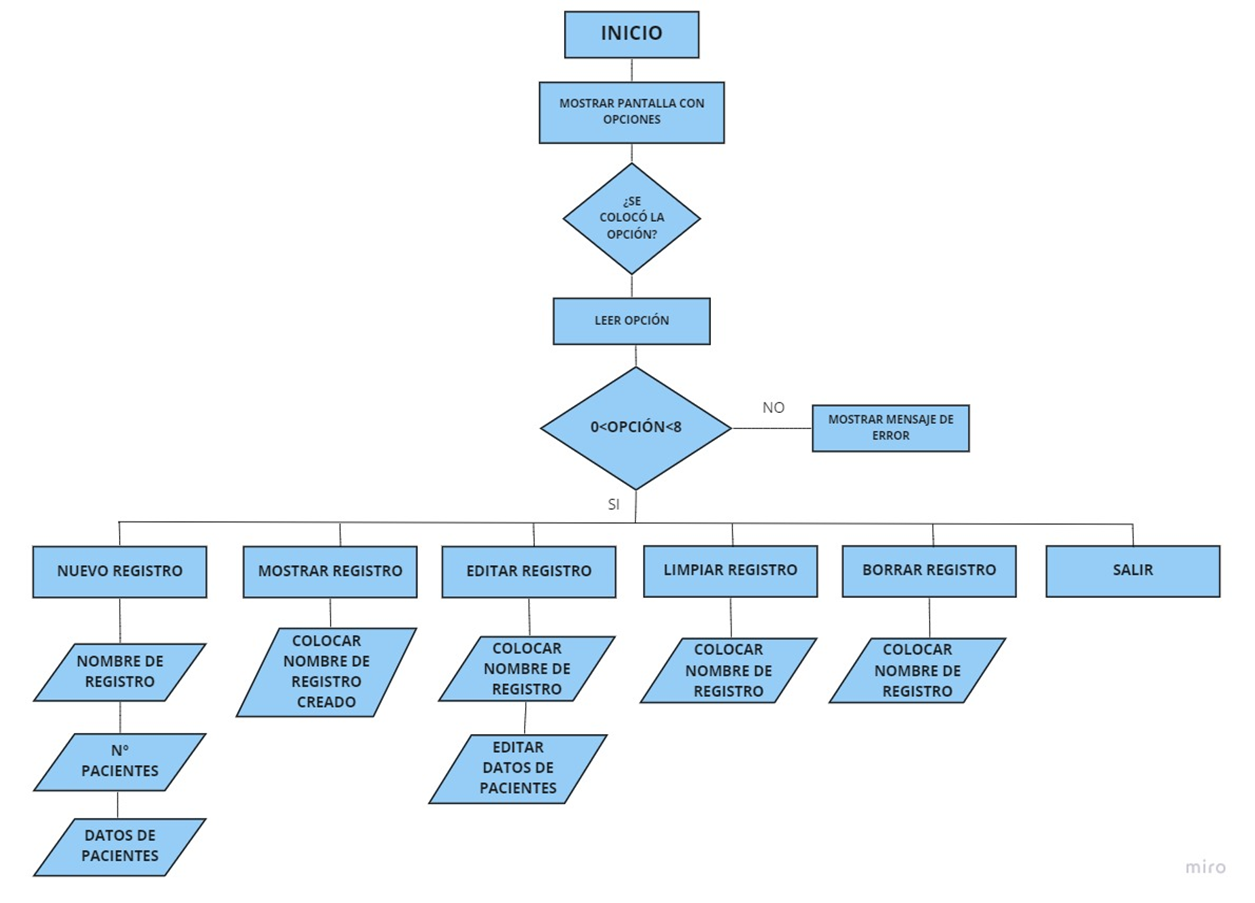 INICIO
MOSTRAR PANTALLA CON
OPCIONES
¿SE
COLOCÓ LA
OPCIÓN?
LEER OPCIÓN
0<OPCIÓN<8
NO
MOSTRAR MENSAJE DE
ERROR
SI
NUEVO REGISTRO
MOSTRAR REGISTRO
EDITAR REGISTRO
LIMPIAR REGISTRO
BORRAR REGISTRO
SALIR
NOMBRE DE
REGISTRO
COLOCAR
NOMBRE DE
REGISTRO
CREADO
COLOCAR
NOMBRE DE
REGISTRO
COLOCAR
NOMBRE DE
REGISTRO
COLOCAR
NOMBRE DE
REGISTRO
N°
PACIENTES
EDITAR
DATOS DE
PACIENTES
DATOS DE
PACIENTES
miro